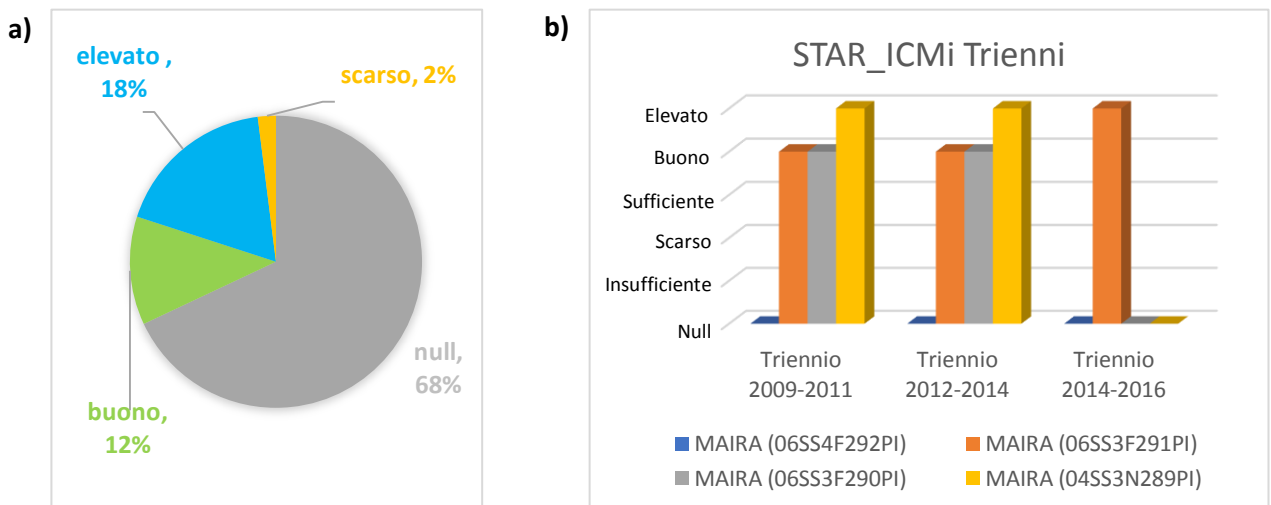 a)
elevato ,
18%
scarso, 2%
null,
68%
buono,
12%
b)
STAR_ICMi Trienni
Elevato
Buono
Sufficiente
Scarso
Insufficiente
Null
Triennio
2009-2011
Triennio
2012-2014
Triennio
2014-2016
MAIRA (06SS4F292PI)
MAIRA (06SS3F291PI)
MAIRA (06SS3F290PI)
MAIRA (04SS3N289PI)